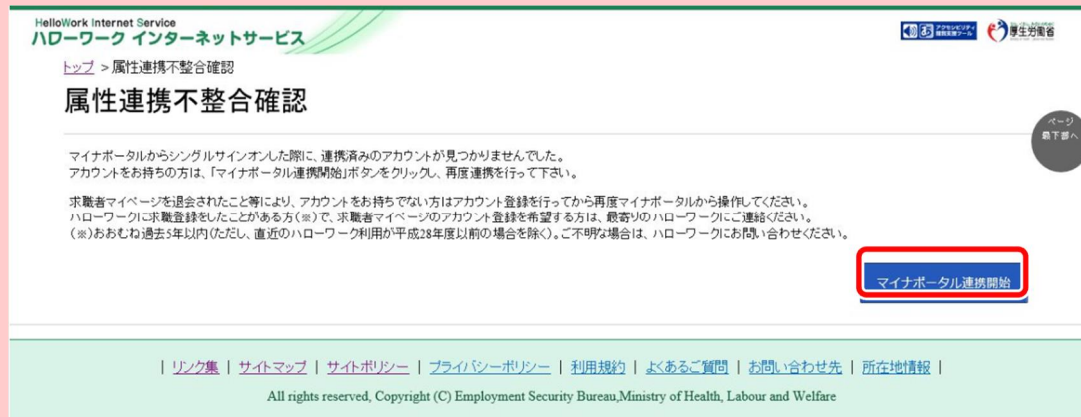 HelloWork Internet Service
ハローワーク インターネットサービス
アクセシビリティ
閲覧支援ツール
厚生労働省
トップ ＞属性連携不整合確認
属性連携不整合確認
ページ
最下部へ
マイナポータルからシングルサインオンした際に、連携済みのアカウントが見つかりませんでした。
アカウントをお持ちの方は、「マイナポータル連携開始」ボタンをクリックし、再度連携を行って下さい。
求職者マイページを退会されたこと等により、アカウントをお持ちでない方はアカウント登録を行ってから再度マイナポータルから操作してください。
ハローワークに求職登録をしたことがある方（※）で、求職者マイページのアカウント登録を希望する方は、最寄りのハローワークにご連絡ください。
（※）おおむね過去5年以内（ただし、直近のハローワーク利用が平成28年度以前の場合を除く）。ご不明な場合は、ハローワークにお問い合わせください。
マイナポータル連携開始
| リンク集 | サイトマップ | サイトポリシー | プライバシーポリシー | 利用規約 | よくあるご質問 | お問い合わせ先 | 所在地情報 |
All rights reserved, Copyright (C) Employment Security Bureau,Ministry of Health, Labour and Welfare